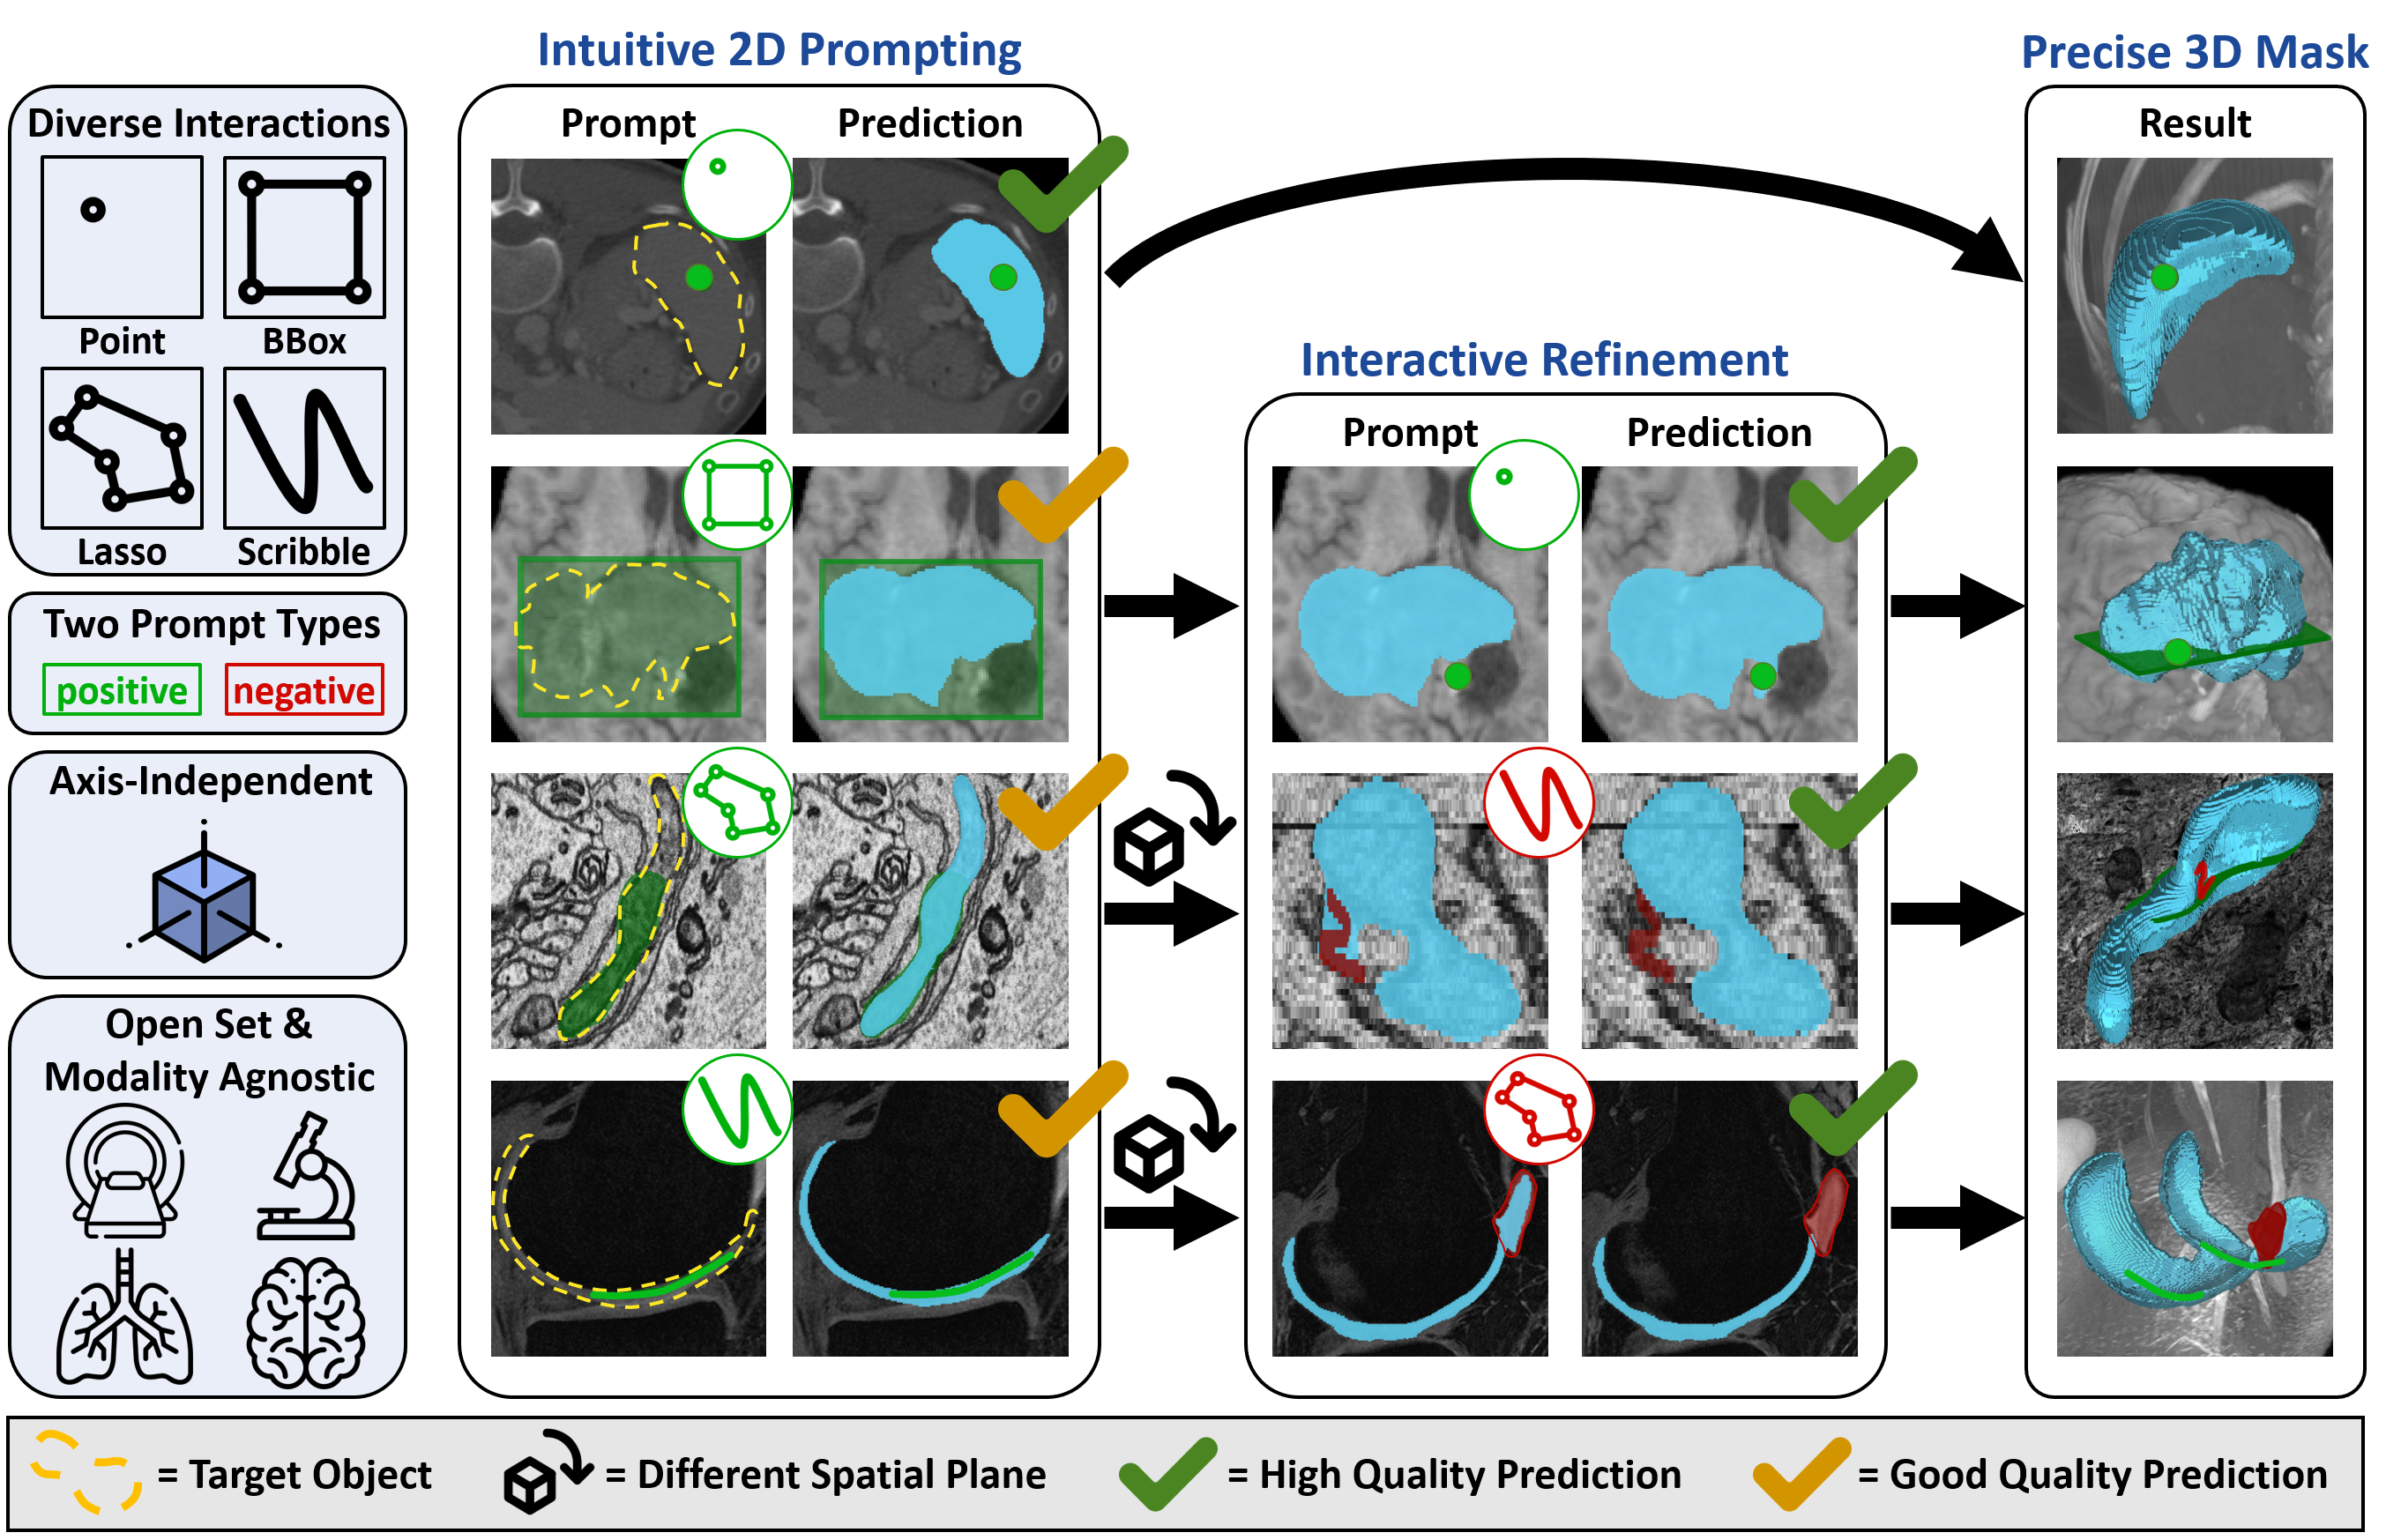 Intuitive 2D Prompting
Precise 3D Mask
Diverse Interactions
Point
BBox
Lasso
Scribble
Two Prompt Types
positive
negative
Axis-Independent
Open Set &
Modality Agnostic
Prompt
Prediction
Interactive Refinement
Prompt
Prediction
Result
= Target Object
= Different Spatial Plane
= High Quality Prediction
= Good Quality Prediction